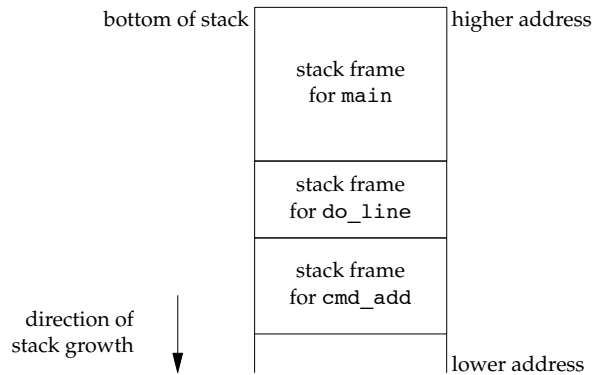 bottom of stack
higher address
stack frame
for main
stack frame
for do_line
stack frame
for cmd_add
direction of
stack growth
lower address